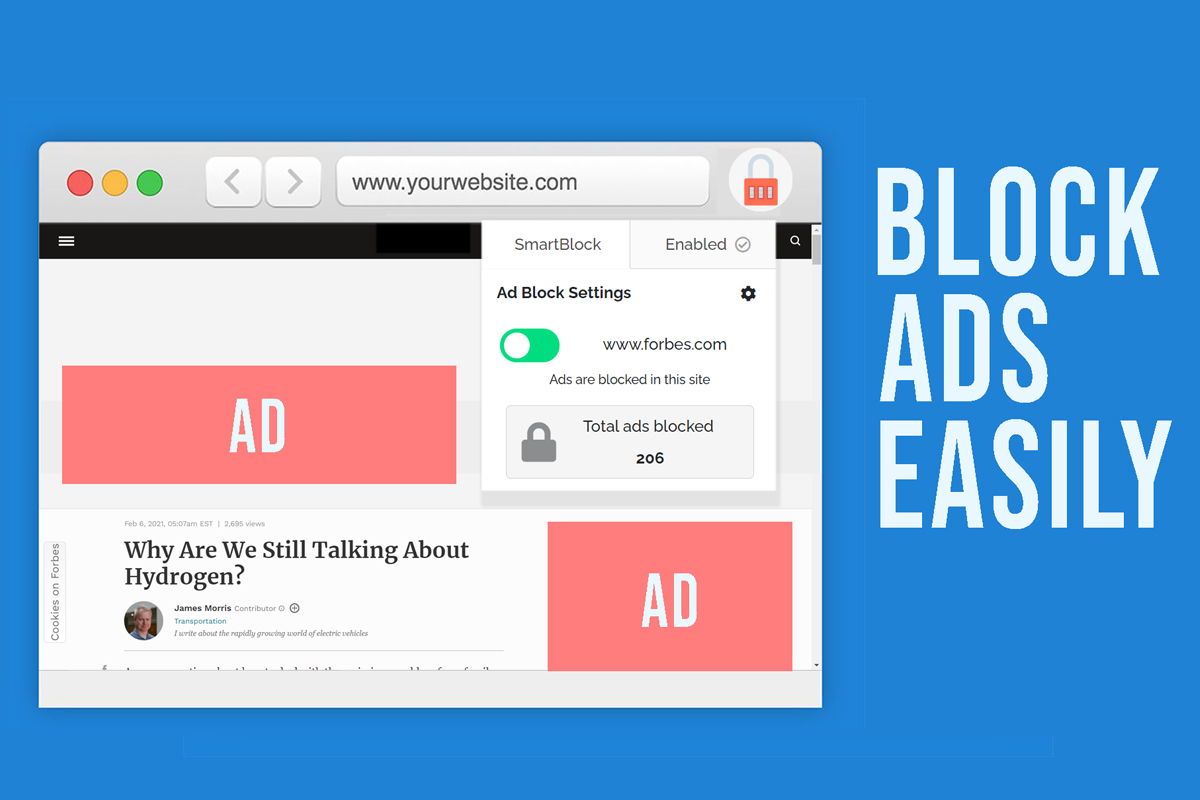 www.yourwebsite.com
SmartBlock
Enabled
Ad Block Settings
www.forbes.com
Ads are blocked in this site
Total ads blocked
206
AD
Feb 6, 2021, 05:07am EST | 2,695 views
Why Are We Still Talking About
Hydrogen?
James Morris Contributor
Transportation
I write about the rapidly growing world of electric vehicles
Cookies on Forbes
AD
BLOCK
ADS
EASILY